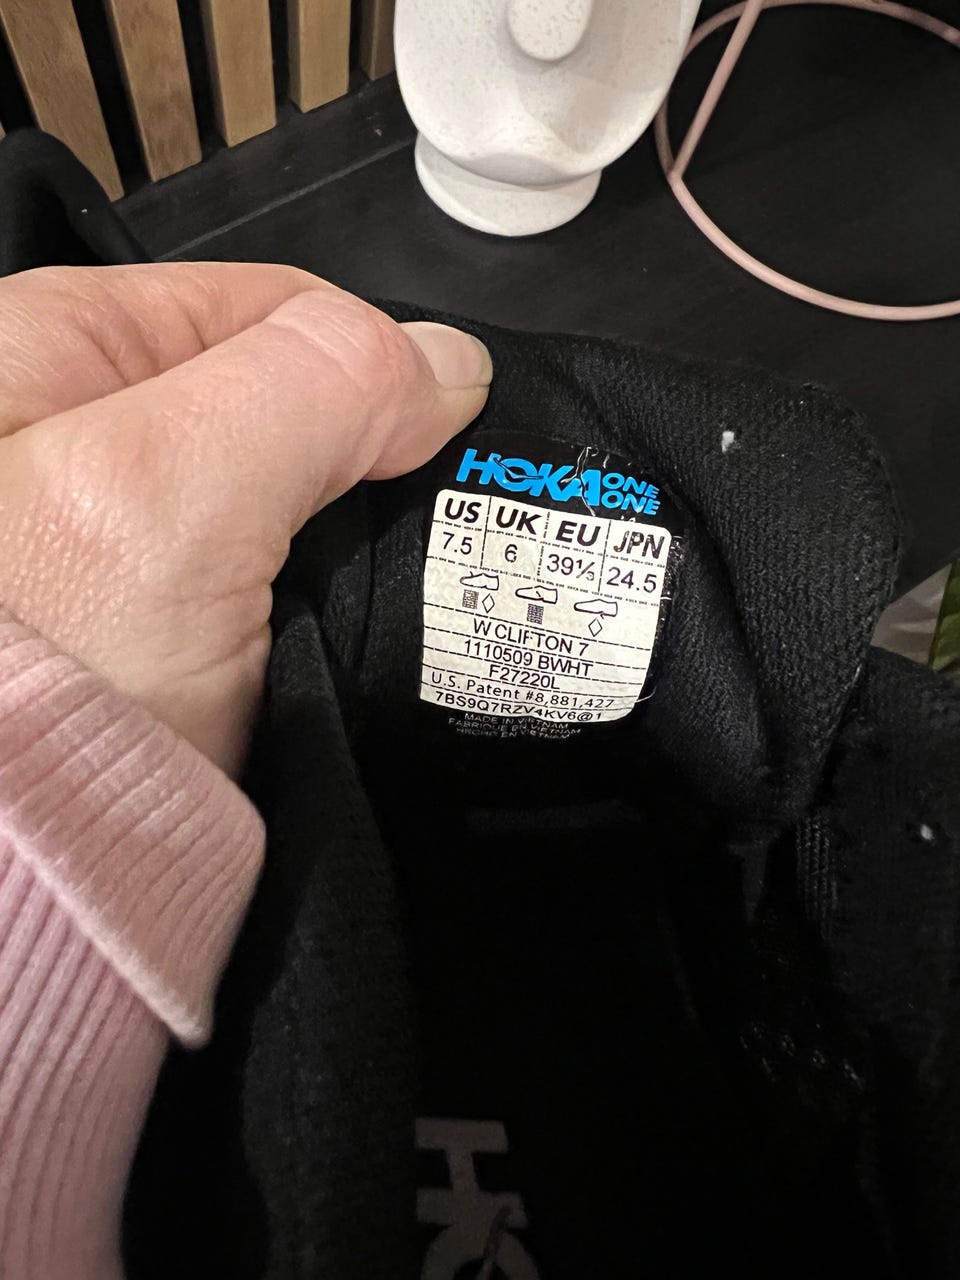 HOKA ONE ONE
US UK EU JPN
7.5 6 39⅓ 24.5
W CLIFTON 7
1110509 BWHT
F27220L
U.S. Patent #8,881,427
7BS9Q7RZV4KV6@1
MADE IN VIETNAM
FABRIQUE EN VIETNAM
HECHO EN VIETNAM
HO